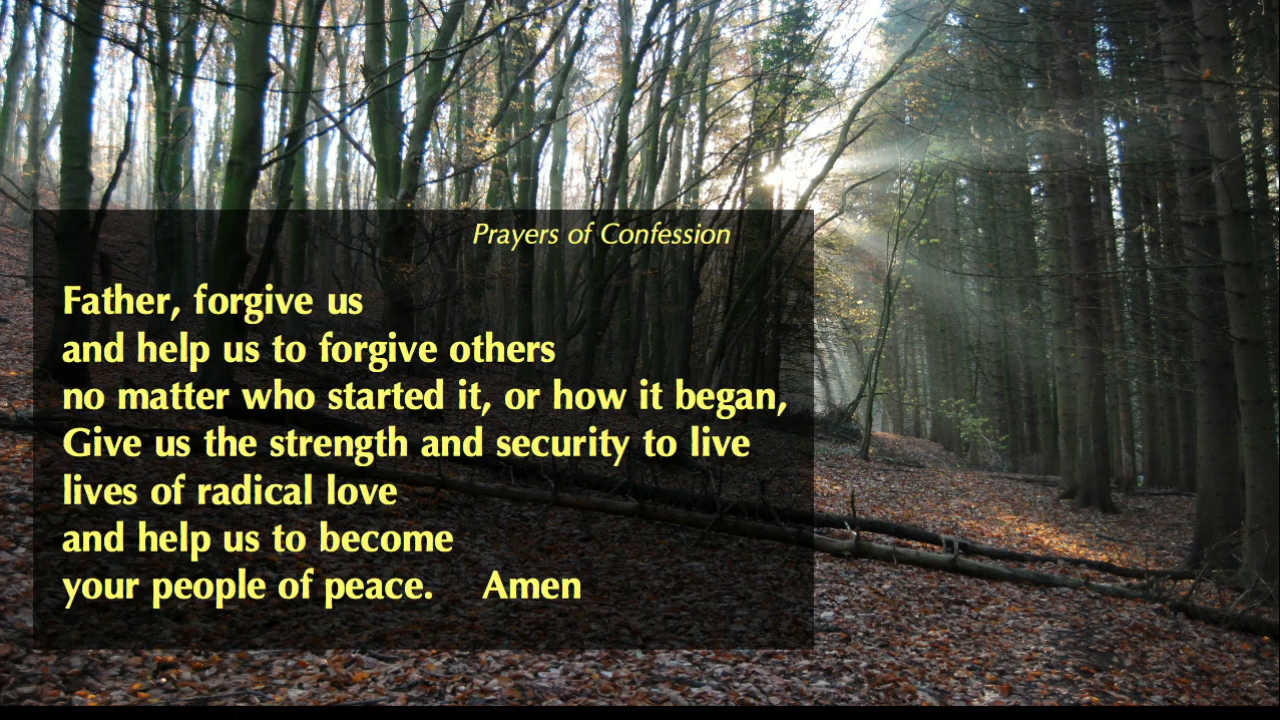 Prayers of Confession
Father, forgive us
and help us to forgive others
no matter who started it, or how it began,
Give us the strength and security to live
lives of radical love
and help us to become
your people of peace. Amen